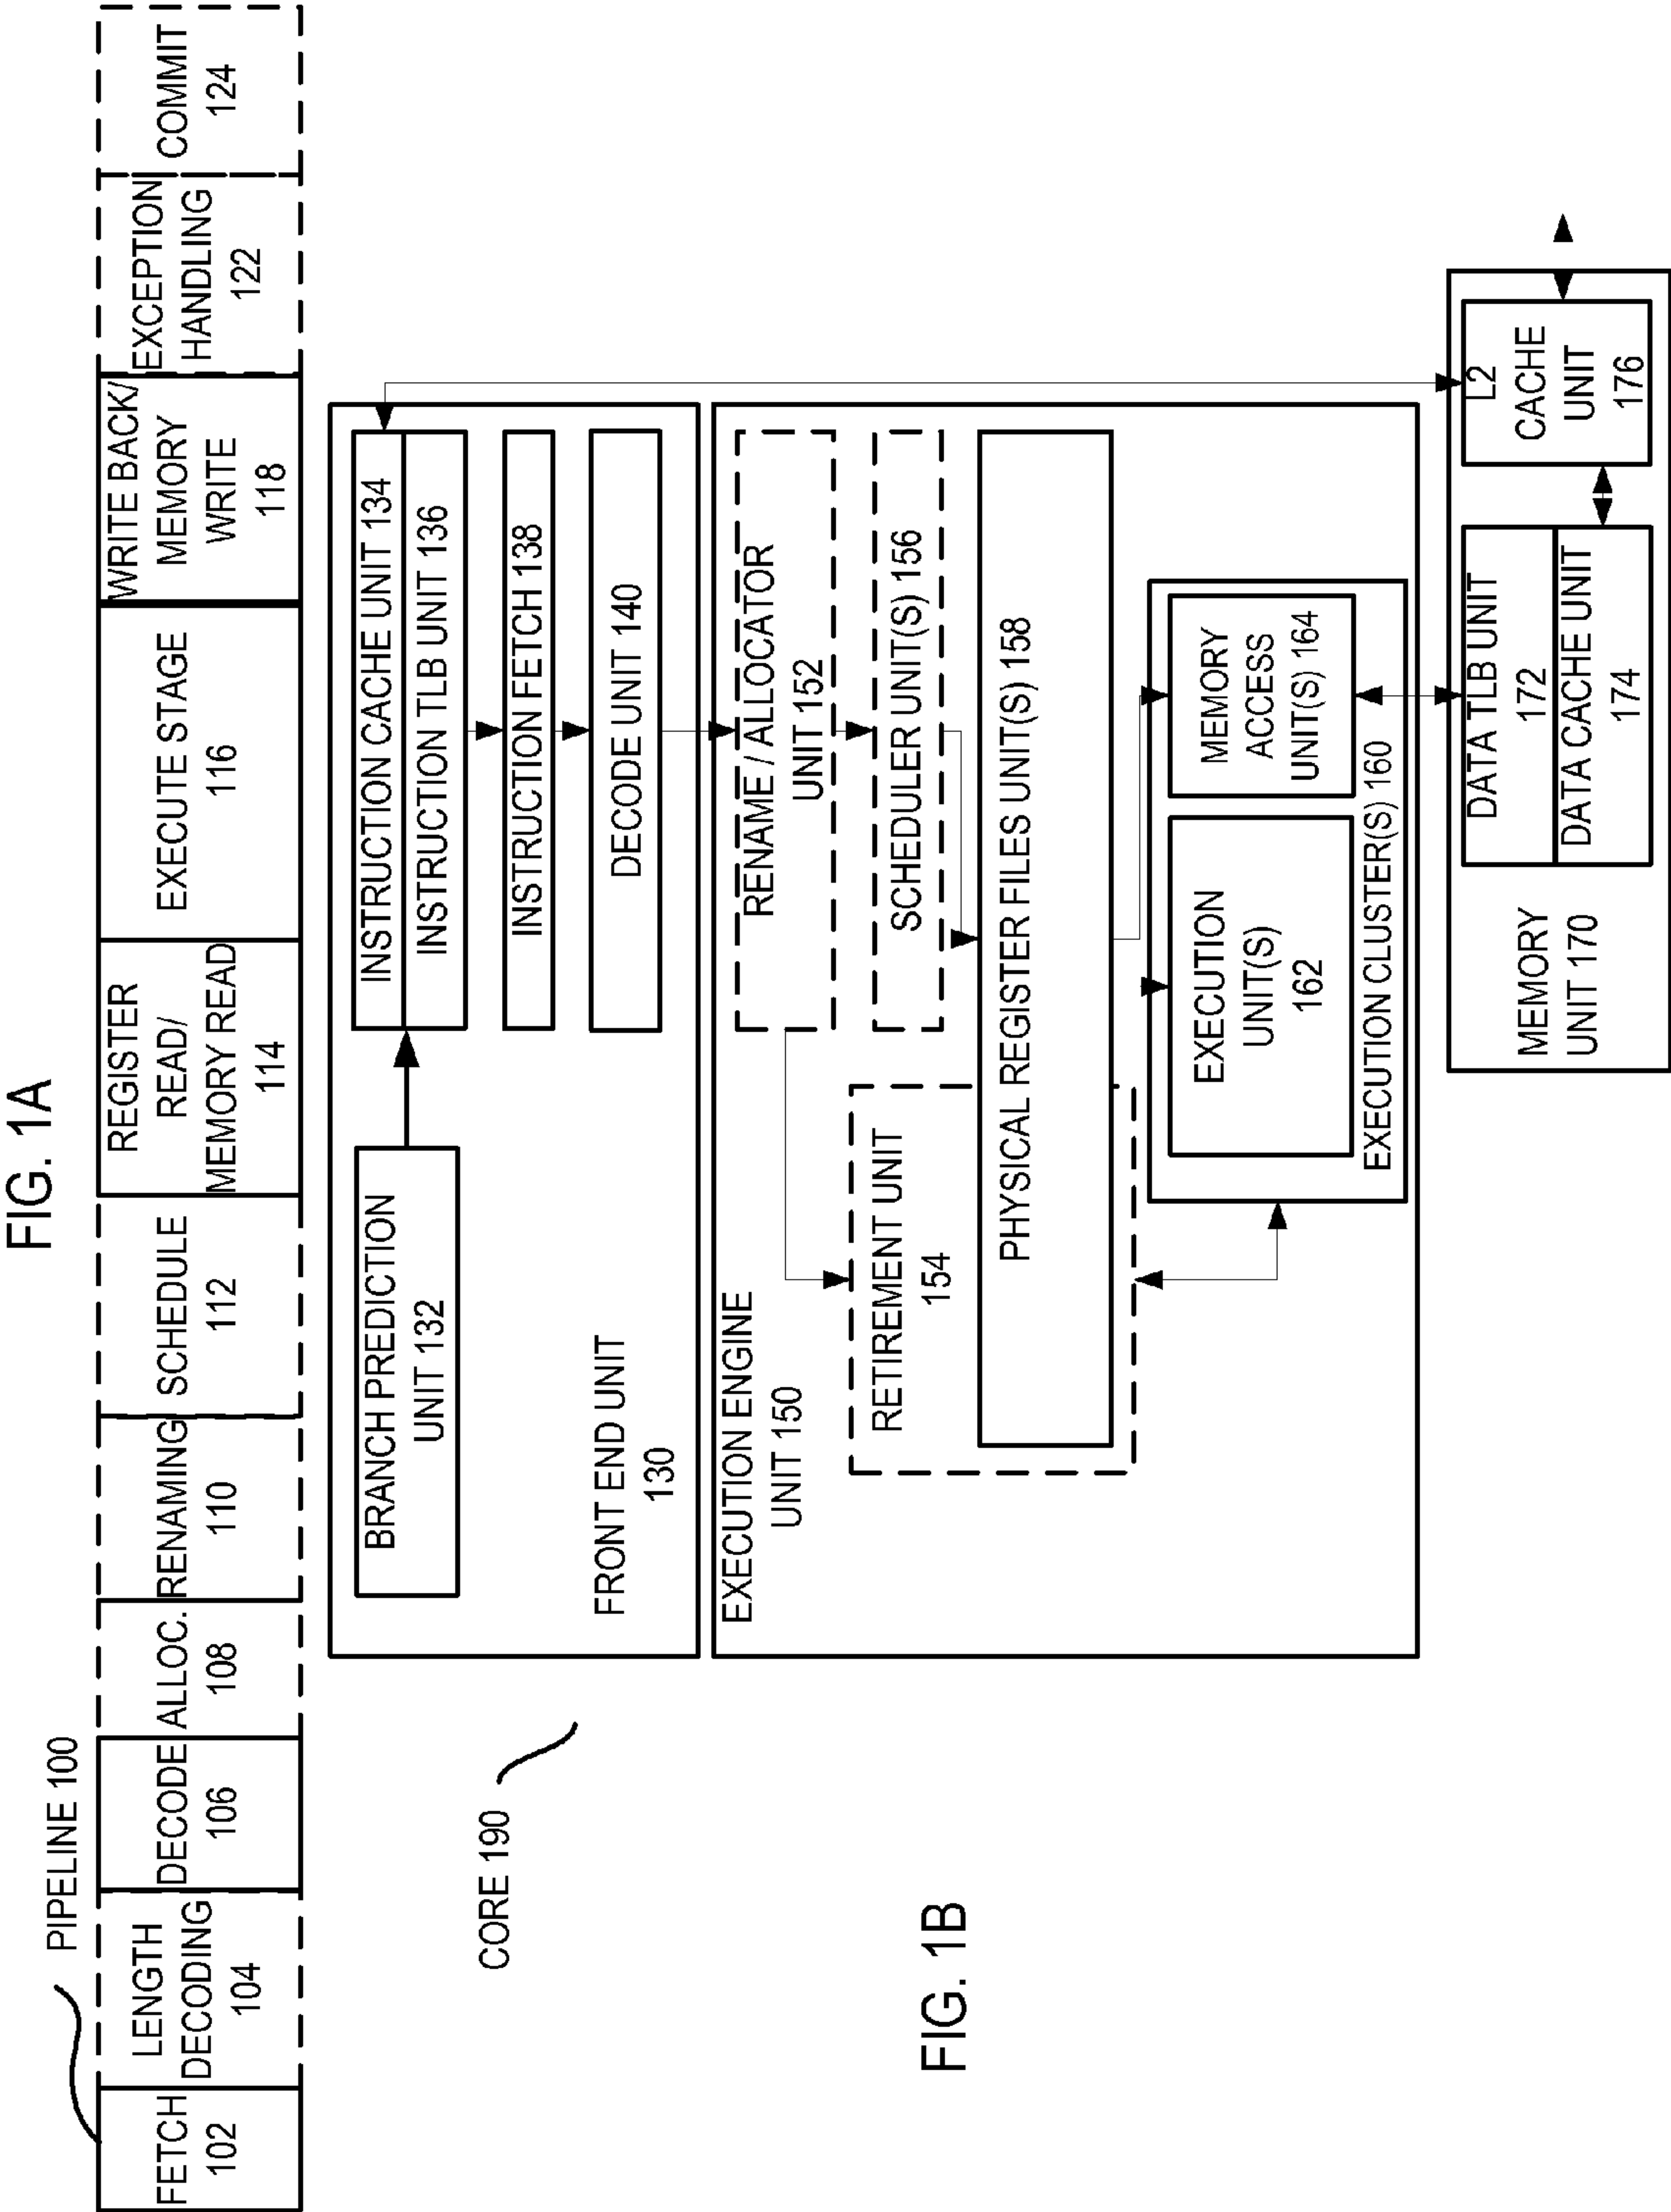 FIG. 1A
PIPELINE 100
FETCH
102
LENGTH
DECODING
104
DECODE
106
ALLOC.
108
RENAMING
110
SCHEDULE
112
REGISTER
READ/
MEMORY READ
114
EXECUTE STAGE
116
WRITE BACK/
MEMORY
WRITE
118
EXCEPTION
HANDLING
122
COMMIT
124
FIG. 1B
CORE 190
BRANCH PREDICTION
UNIT 132
INSTRUCTION CACHE UNIT 134
INSTRUCTION TLB UNIT 136
INSTRUCTION FETCH 138
DECODE UNIT 140
FRONT END UNIT
130
EXECUTION ENGINE
UNIT 150
RENAME / ALLOCATOR
UNIT 152
SCHEDULER UNIT(S) 156
RETIREMENT UNIT
154
PHYSICAL REGISTER FILES UNIT(S) 158
EXECUTION
UNIT(S)
162
MEMORY
ACCESS
UNIT(S) 164
EXECUTION CLUSTER(S) 160
MEMORY
UNIT 170
DATA TLB UNIT
172
DATA CACHE UNIT
174
L2
CACHE
UNIT
176